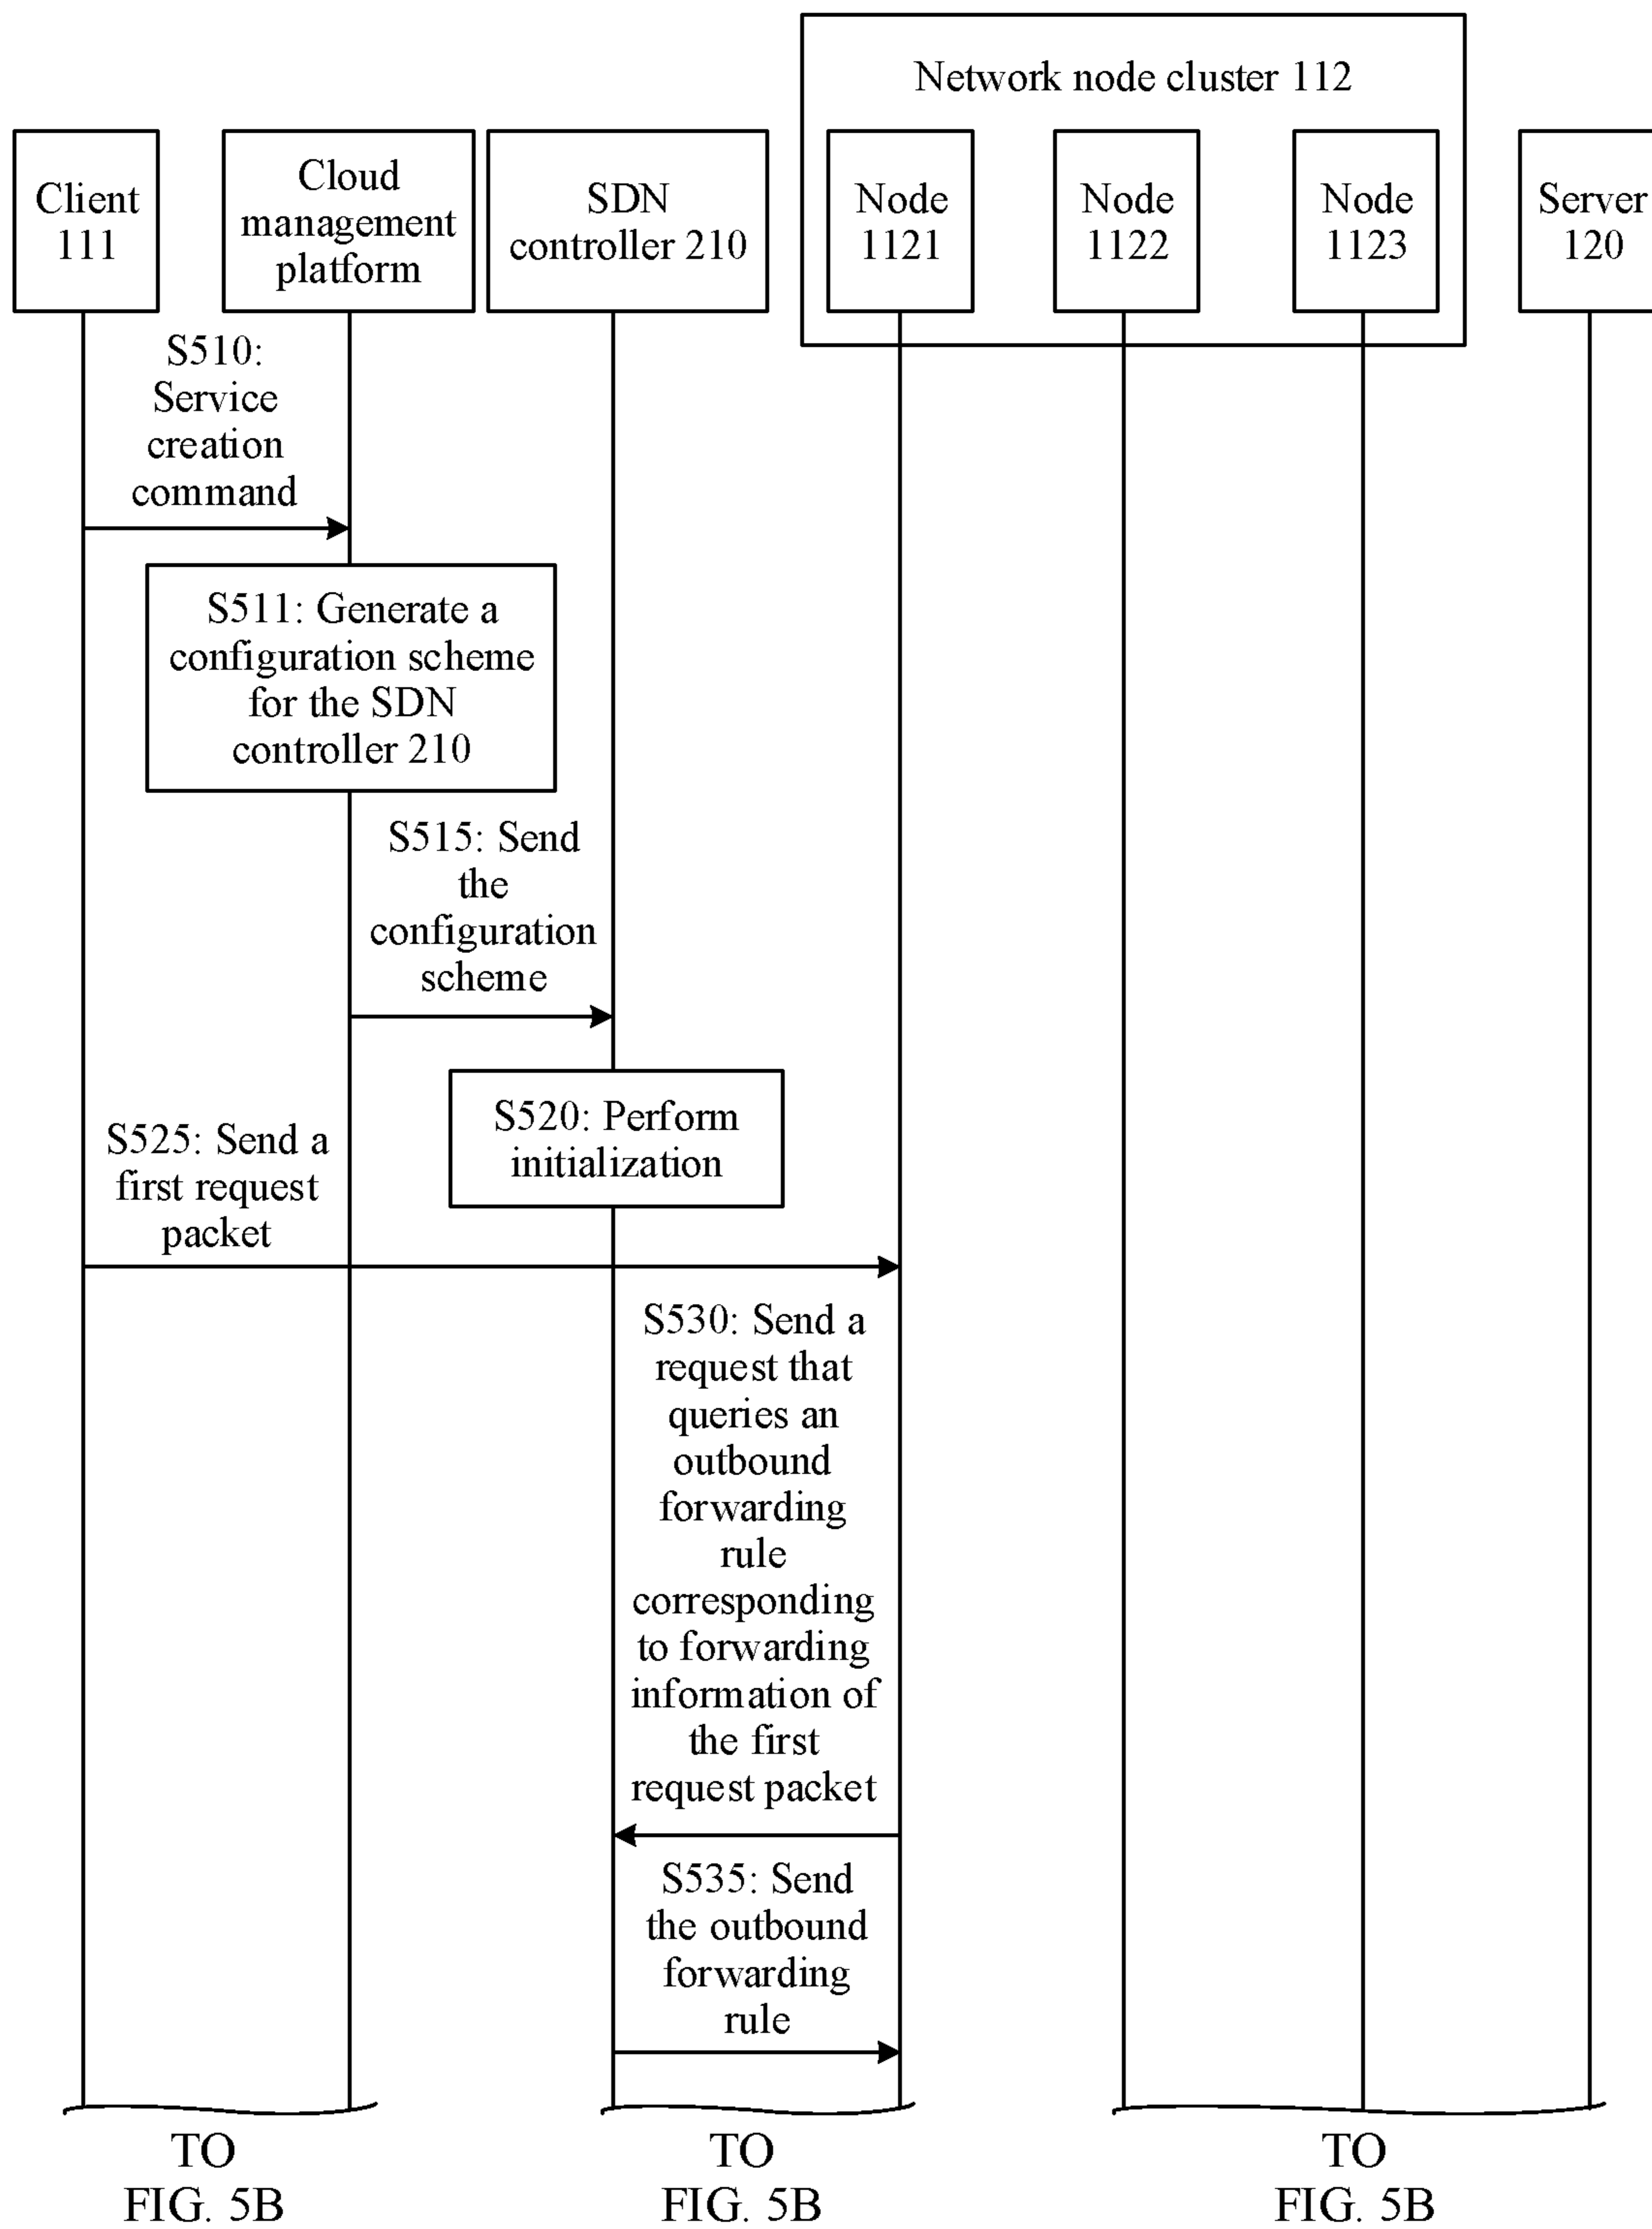 Network node cluster 112
Client
111
Cloud
management
platform
SDN
controller 210
Node
1121
Node
1122
Node
1123
Server
120
S510:
Service
creation
command
S511: Generate a
configuration scheme
for the SDN
controller 210
S515: Send
the
configuration
scheme
S520: Perform
initialization
S525: Send a
first request
packet
S530: Send a
request that
queries an
outbound
forwarding
rule
corresponding
to forwarding
information of
the first
request packet
S535: Send
the outbound
forwarding
rule
TO
FIG. 5B
TO
FIG. 5B
TO
FIG. 5B